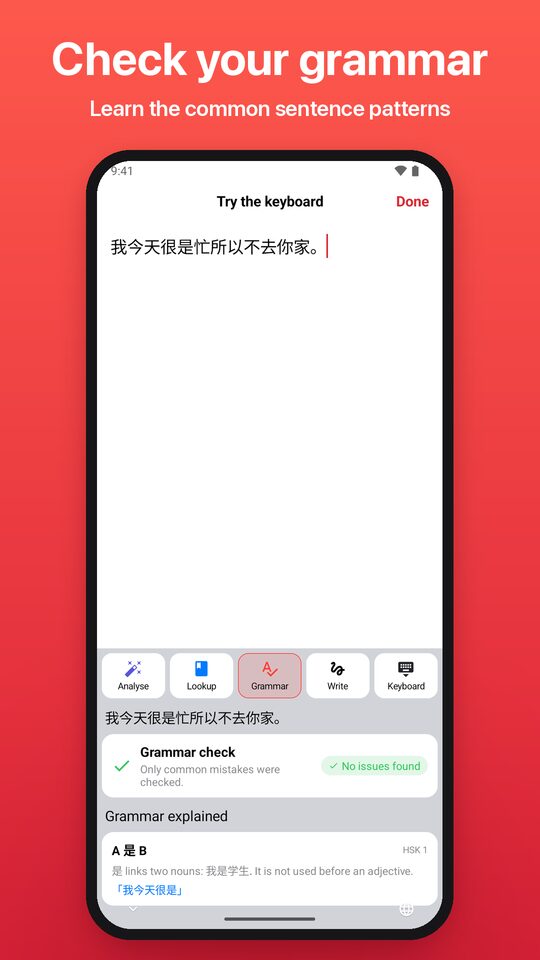 Check your grammar
Learn the common sentence patterns
9:41
Try the keyboard
Done
我今天很是忙所以不去你家。
Analyse
Lookup
Grammar
Write
Keyboard
我今天很是忙所以不去你家。
Grammar check
Only common mistakes were
checked.
No issues found
Grammar explained
A 是 B
HSK 1
是 links two nouns: 我是学生. It is not used before an adjective.
「我今天很是」